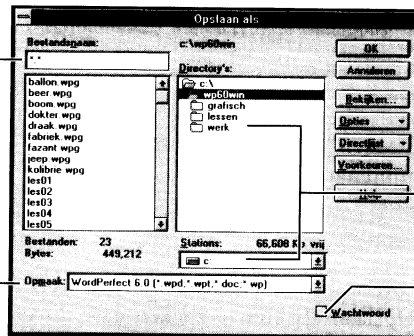 Opslaan als
Bestandsnaam:
*.*
ballon.wpg
beer.wpg
boom.wpg
dokter.wpg
draak.wpg
fabriek.wpg
fazant.wpg
jeep.wpg
kolibrie.wpg
les01
les02
les03
les04
les05
Bestanden: 23
Bytes: 449,212
c:\wp60win
Directory's:
c:\
wp60win
grafisch
lessen
werk
Stations: 66,608 Kb vrij
c
Opmaak: WordPerfect 6.0 (*.wpd,*.wpt,*.doc,*.wp)
OK
Annuleren
Bekijken...
Opties
Directlijst
Voorkeuren...
Help
Wachtwoord